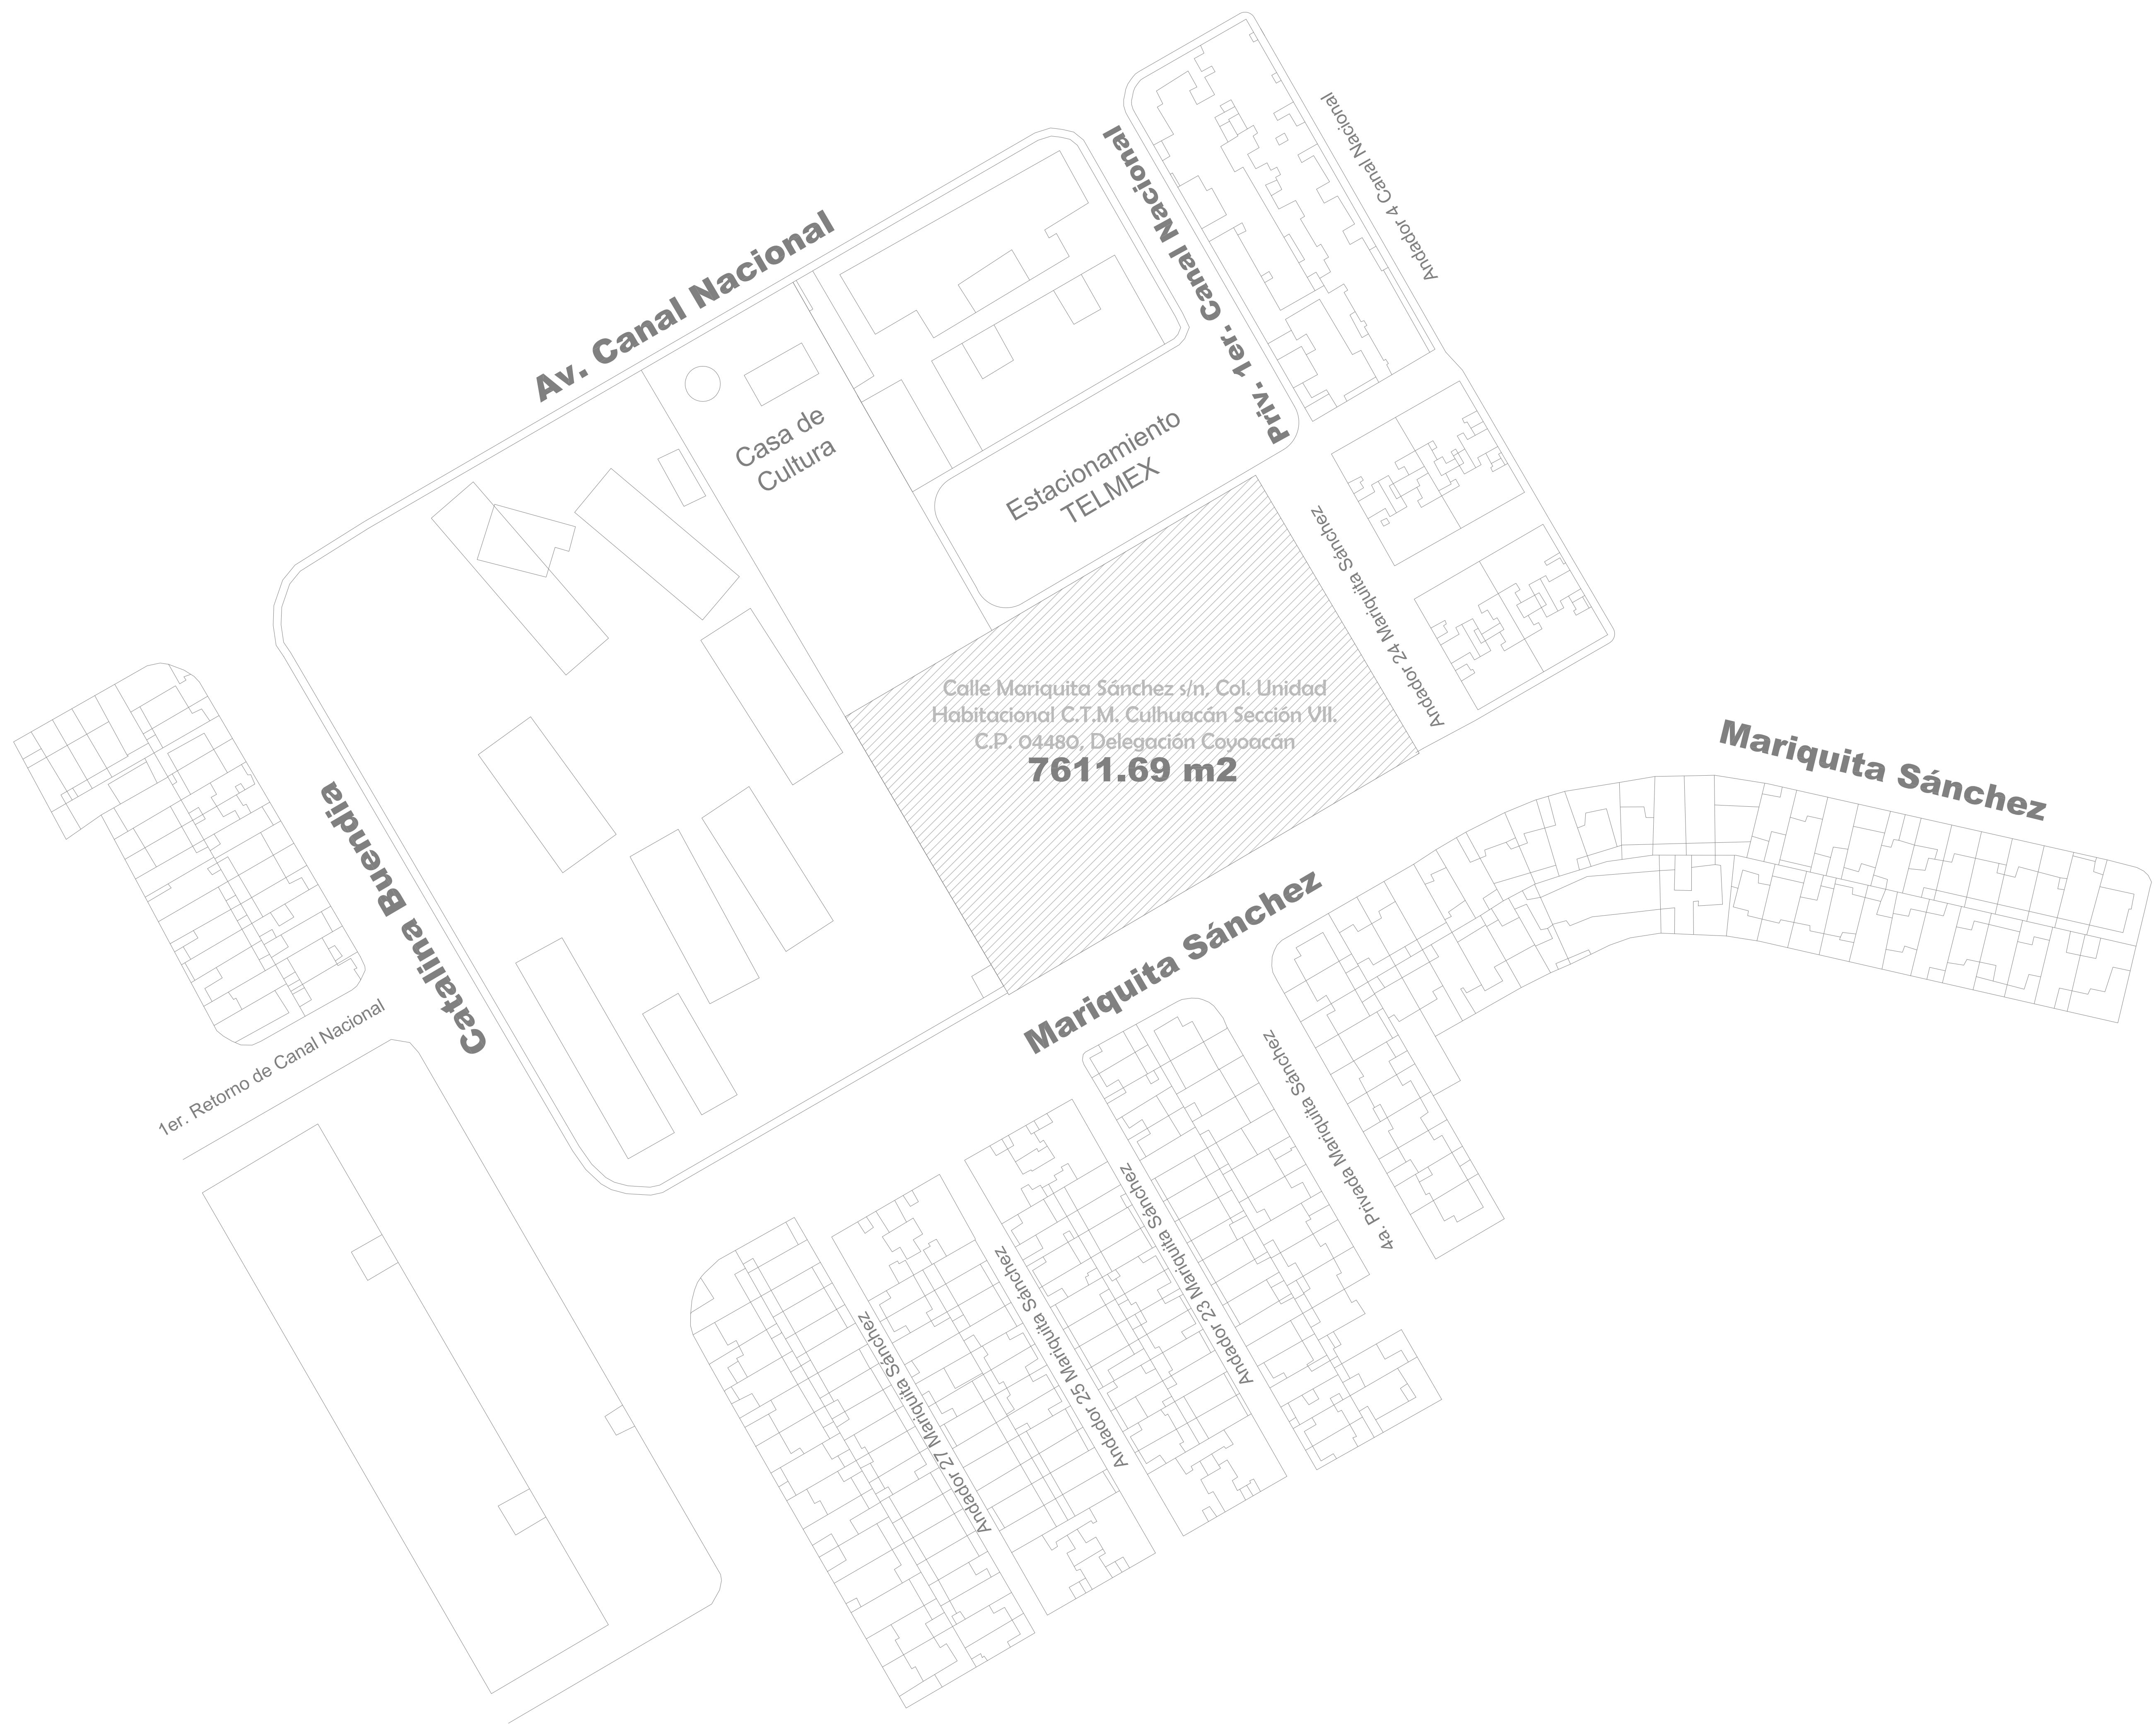 Andador 4 Canal Nacional
Priv. 1er. Canal Nacional
Av. Canal Nacional
Casa de
Cultura
Estacionamiento
TELMEX
Andador 24 Mariquita Sánchez
Calle Mariquita Sánchez s/n, Col. Unidad
Habitacional C.T.M. Culhuacán Sección VII.
C.P. 04480, Delegación Coyoacán
7611.69 m2
Mariquita Sánchez
Catalina Buendia
Mariquita Sánchez
1er. Retorno de Canal Nacional
4a. Privada Mariquita Sánchez
Andador 23 Mariquita Sánchez
Andador 25 Mariquita Sánchez
Andador 27 Mariquita Sánchez